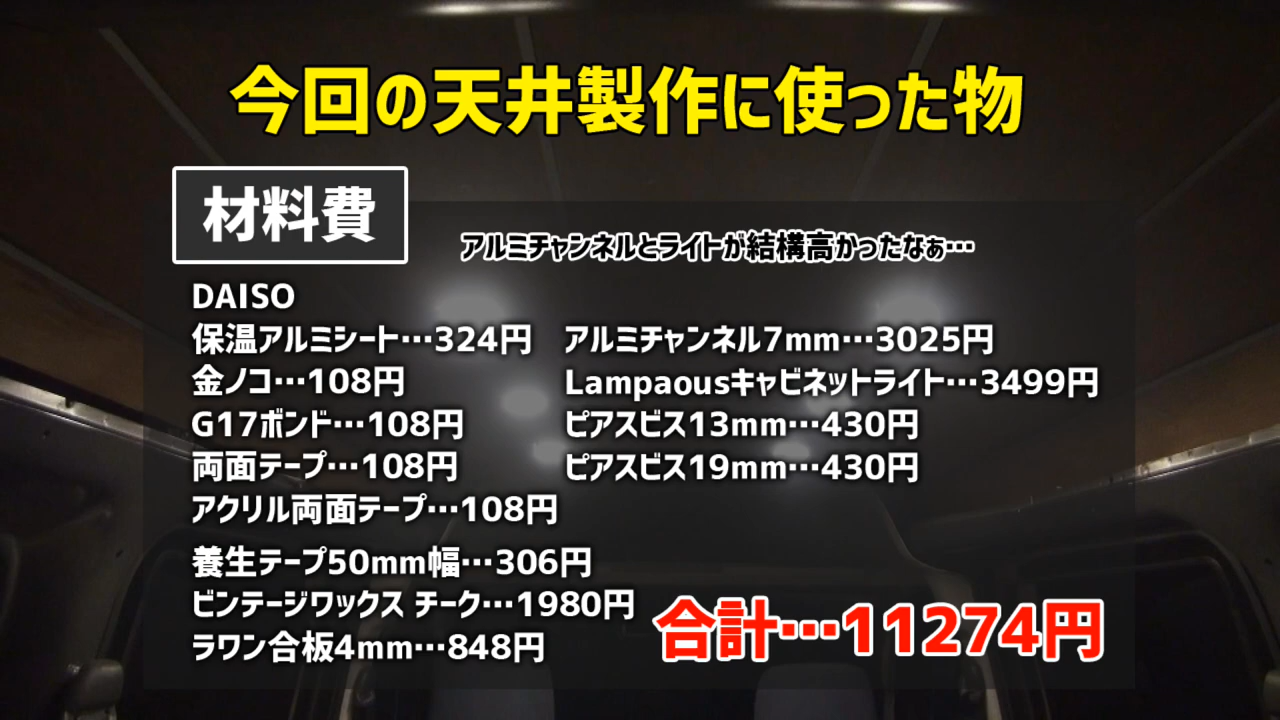 今回の天井製作に使った物
材料費
アルミチャンネルとライトが結構高かったなぁ…
DAISO
保温アルミシート…324円
金ノコ…108円
G17ボンド…108円
両面テープ…108円
アクリル両面テープ…108円
養生テープ50mm幅…306円
ビンテージワックス チーク…1980円
ラワン合板4mm…848円
アルミチャンネル7mm…3025円
Lampaousキャビネットライト…3499円
ピアスビス13mm…430円
ピアスビス19mm…430円
合計…11274円